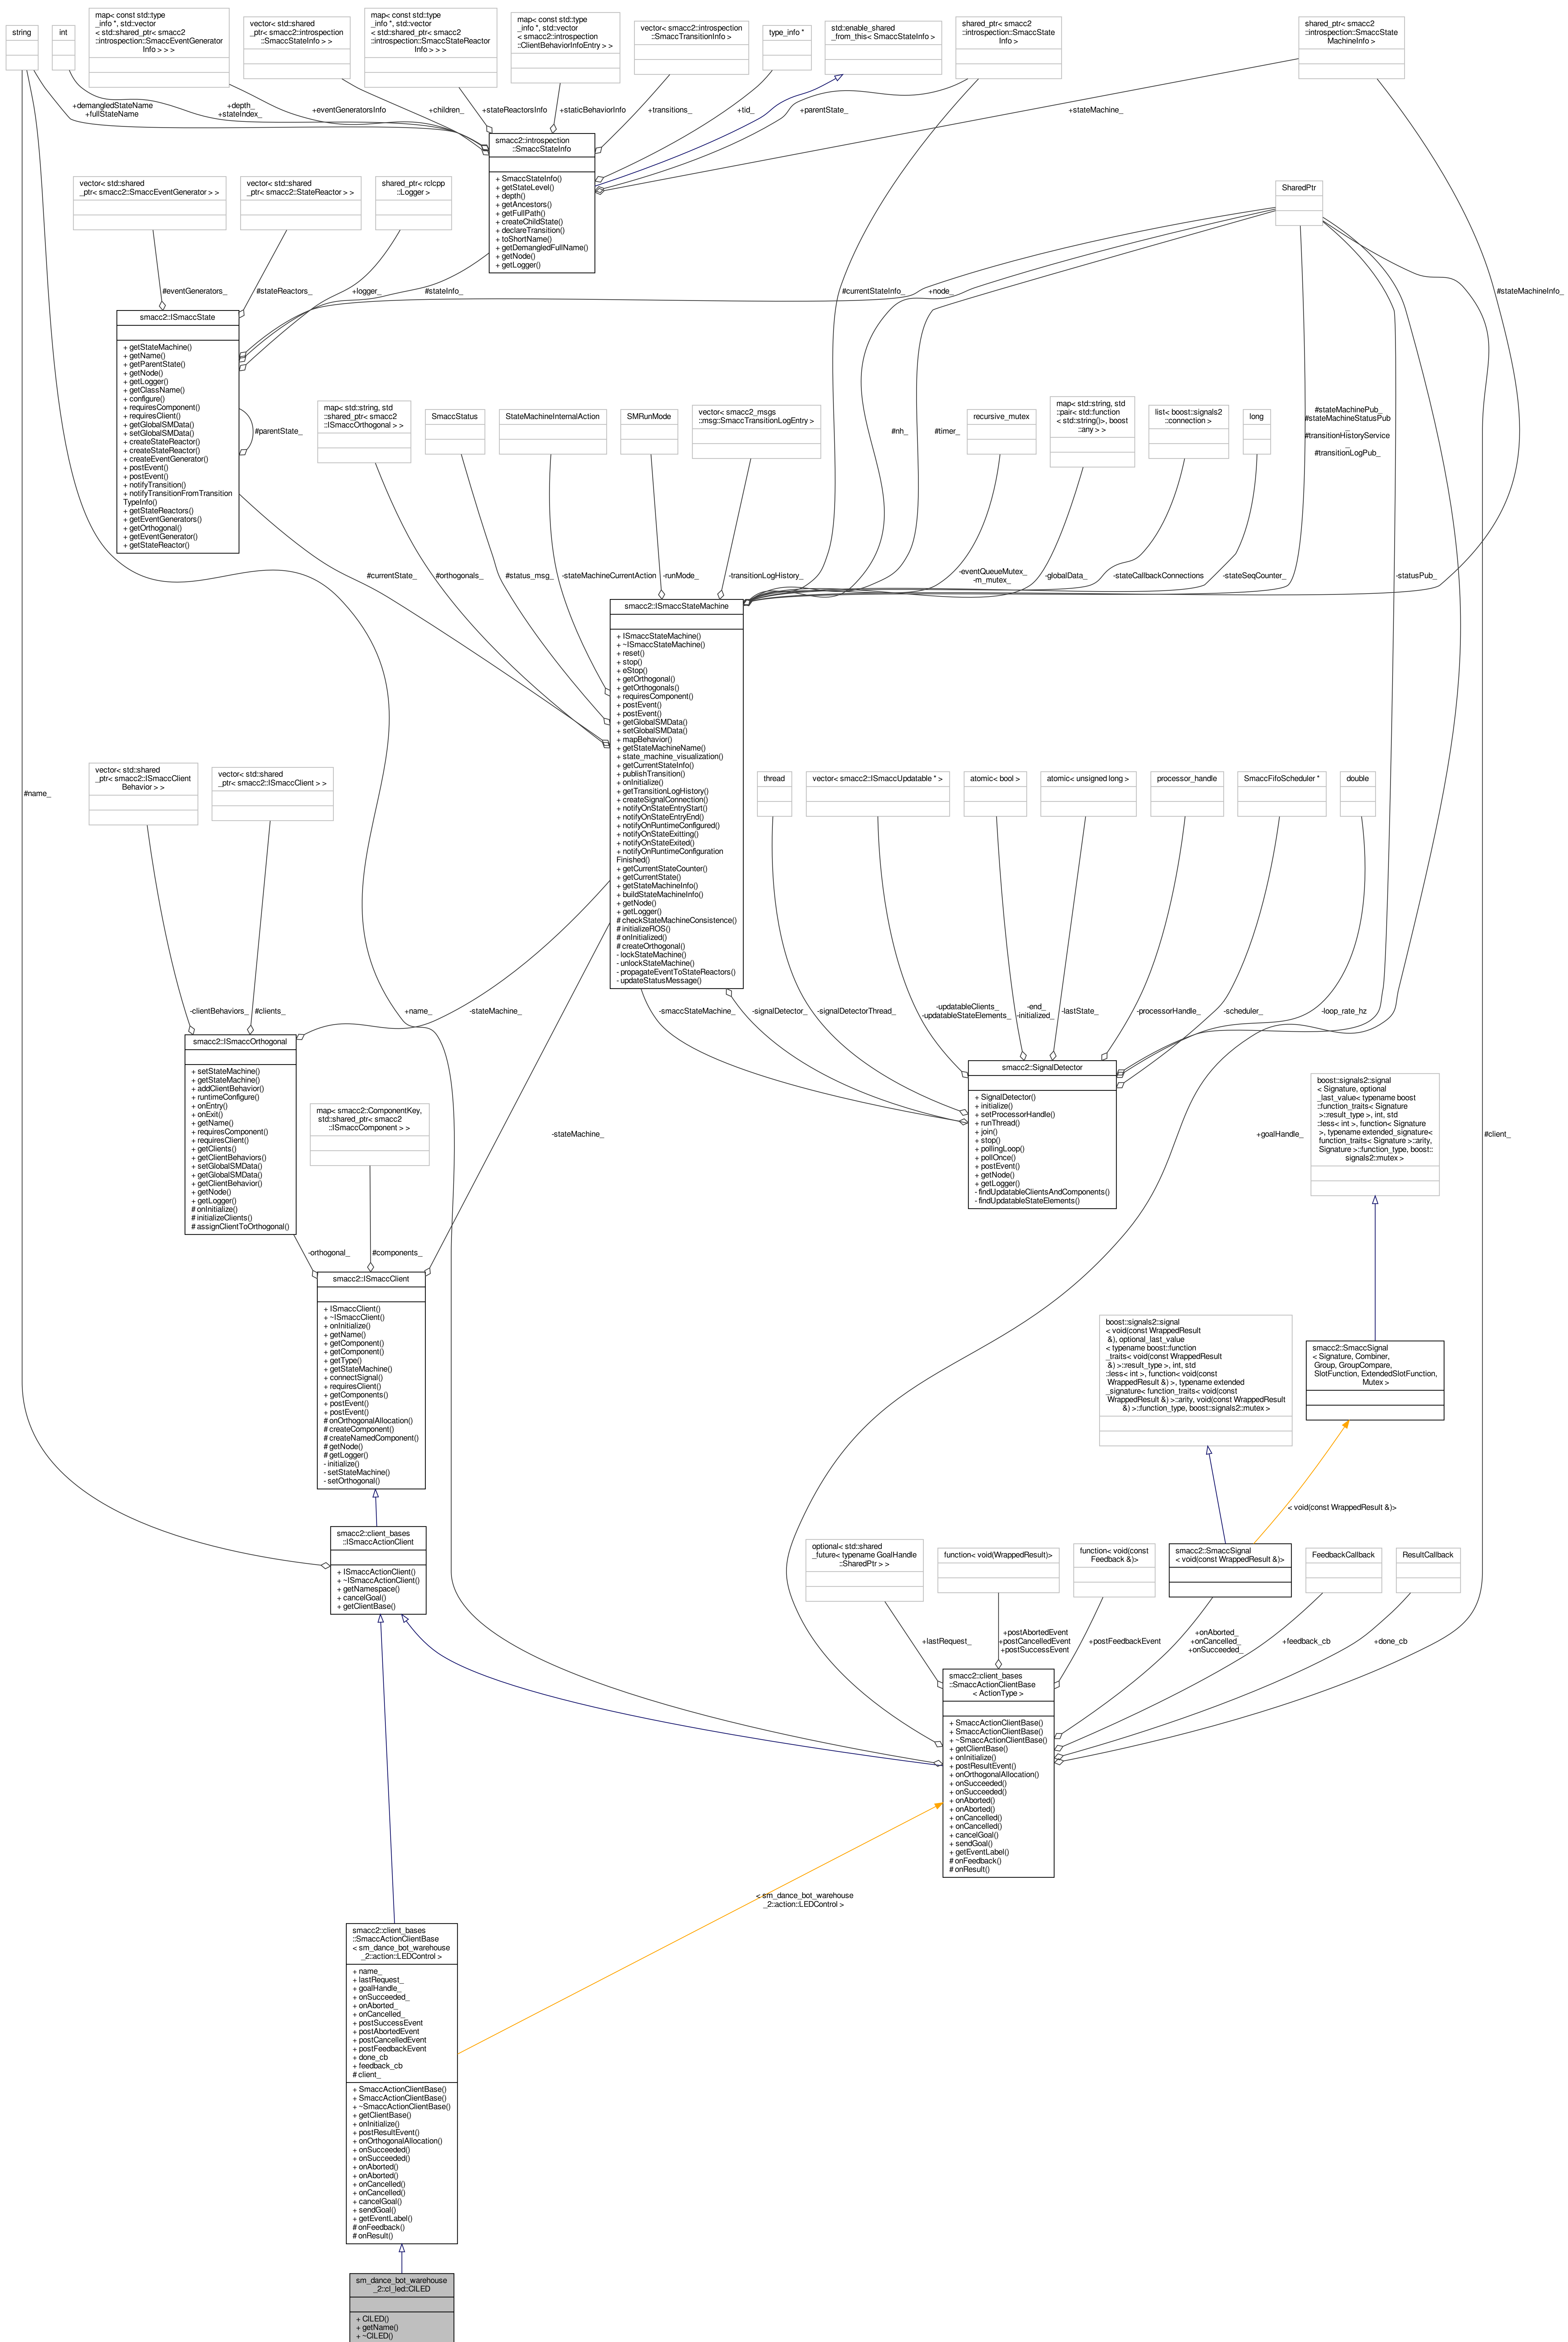 string
int
map< const std::type
_info *, std::vector
< std::shared_ptr< smacc2
::introspection::SmaccEventGenerator
Info > > >
vector< std::shared
_ptr< smacc2::introspection
::SmaccStateInfo > >
map< const std::type
_info *, std::vector
< std::shared_ptr< smacc2
::introspection::SmaccStateReactor
Info > > >
map< const std::type
_info *, std::vector
< smacc2::introspection
::ClientBehaviorInfoEntry > >
vector< smacc2::introspection
::SmaccTransitionInfo >
type_info *
std::enable_shared
_from_this< SmaccStateInfo >
shared_ptr< smacc2
::introspection::SmaccState
Info >
shared_ptr< smacc2
::introspection::SmaccState
MachineInfo >
+demangledStateName
+fullStateName
+depth_
+stateIndex_
+eventGeneratorsInfo
+children_
+stateReactorsInfo
+staticBehaviorInfo
+transitions_
+tid_
+parentState_
+stateMachine_
smacc2::introspection
::SmaccStateInfo
+ SmaccStateInfo()
+ getStateLevel()
+ depth()
+ getAncestors()
+ getFullPath()
+ createChildState()
+ declareTransition()
+ toShortName()
+ getDemangledFullName()
+ getNode()
+ getLogger()
vector< std::shared
_ptr< smacc2::SmaccEventGenerator > >
vector< std::shared
_ptr< smacc2::StateReactor > >
shared_ptr< rclcpp
::Logger >
SharedPtr
#eventGenerators_
#stateReactors_
+logger_
#stateInfo_
#currentStateInfo_
+node_
#stateMachineInfo_
smacc2::ISmaccState
+ getStateMachine()
+ getName()
+ getParentState()
+ getNode()
+ getLogger()
+ getClassName()
+ configure()
+ requiresComponent()
+ requiresClient()
+ getGlobalSMData()
+ setGlobalSMData()
+ createStateReactor()
+ createStateReactor()
+ createEventGenerator()
+ postEvent()
+ postEvent()
+ notifyTransition()
+ notifyTransitionFromTransition
TypeInfo()
+ getStateReactors()
+ getEventGenerators()
+ getOrthogonal()
+ getEventGenerator()
+ getStateReactor()
#parentState_
map< std::string, std
::shared_ptr< smacc2
::ISmaccOrthogonal > >
SmaccStatus
StateMachineInternalAction
SMRunMode
vector< smacc2_msgs
::msg::SmaccTransitionLogEntry >
#nh_
#timer_
recursive_mutex
map< std::string, std
::pair< std::function
< std::string()>, boost
::any > >
list< boost::signals2
::connection >
long
#stateMachinePub_
#stateMachineStatusPub
_
#transitionHistoryService
_
#transitionLogPub_
#currentState_
#orthogonals_
#status_msg_
-stateMachineCurrentAction
-runMode_
-transitionLogHistory_
-eventQueueMutex_
-m_mutex_
-globalData_
-stateCallbackConnections
-stateSeqCounter_
-statusPub_
smacc2::ISmaccStateMachine
+ ISmaccStateMachine()
+ ~ISmaccStateMachine()
+ reset()
+ stop()
+ eStop()
+ getOrthogonal()
+ getOrthogonals()
+ requiresComponent()
+ postEvent()
+ postEvent()
+ getGlobalSMData()
+ setGlobalSMData()
+ mapBehavior()
+ getStateMachineName()
+ state_machine_visualization()
+ getCurrentStateInfo()
+ publishTransition()
+ onInitialize()
+ getTransitionLogHistory()
+ createSignalConnection()
+ notifyOnStateEntryStart()
+ notifyOnStateEntryEnd()
+ notifyOnRuntimeConfigured()
+ notifyOnStateExitting()
+ notifyOnStateExited()
+ notifyOnRuntimeConfiguration
Finished()
+ getCurrentStateCounter()
+ getCurrentState()
+ getStateMachineInfo()
+ buildStateMachineInfo()
+ getNode()
+ getLogger()
# checkStateMachineConsistence()
# initializeROS()
# onInitialized()
# createOrthogonal()
- lockStateMachine()
- unlockStateMachine()
- propagateEventToStateReactors()
- updateStatusMessage()
vector< std::shared
_ptr< smacc2::ISmaccClient
Behavior > >
vector< std::shared
_ptr< smacc2::ISmaccClient > >
#name_
thread
vector< smacc2::ISmaccUpdatable * >
atomic< bool >
atomic< unsigned long >
processor_handle
SmaccFifoScheduler *
double
-clientBehaviors_
#clients_
-stateMachine_
+name_
-smaccStateMachine_
-signalDetector_
-signalDetectorThread_
-updatableClients_
-updatableStateElements_
-end_
-initialized_
-lastState_
-processorHandle_
-scheduler_
-loop_rate_hz
smacc2::ISmaccOrthogonal
+ setStateMachine()
+ getStateMachine()
+ addClientBehavior()
+ runtimeConfigure()
+ onEntry()
+ onExit()
+ getName()
+ requiresComponent()
+ requiresClient()
+ getClients()
+ getClientBehaviors()
+ setGlobalSMData()
+ getGlobalSMData()
+ getClientBehavior()
+ getNode()
+ getLogger()
# onInitialize()
# initializeClients()
# assignClientToOrthogonal()
smacc2::SignalDetector
+ SignalDetector()
+ initialize()
+ setProcessorHandle()
+ runThread()
+ join()
+ stop()
+ pollingLoop()
+ pollOnce()
+ postEvent()
+ getNode()
+ getLogger()
- findUpdatableClientsAndComponents()
- findUpdatableStateElements()
map< smacc2::ComponentKey,
std::shared_ptr< smacc2
::ISmaccComponent > >
boost::signals2::signal
< Signature, optional
_last_value< typename boost
::function_traits< Signature
>::result_type >, int, std
::less< int >, function< Signature
>, typename extended_signature<
function_traits< Signature >::arity,
Signature >::function_type, boost::
signals2::mutex >
-stateMachine_
+goalHandle_
#client_
-orthogonal_
#components_
smacc2::ISmaccClient
+ ISmaccClient()
+ ~ISmaccClient()
+ onInitialize()
+ getName()
+ getComponent()
+ getComponent()
+ getType()
+ getStateMachine()
+ connectSignal()
+ requiresClient()
+ getComponents()
+ postEvent()
+ postEvent()
# onOrthogonalAllocation()
# createComponent()
# createNamedComponent()
# getNode()
# getLogger()
- initialize()
- setStateMachine()
- setOrthogonal()
boost::signals2::signal
< void(const WrappedResult
&), optional_last_value
< typename boost::function
_traits< void(const WrappedResult
&) >::result_type >, int, std
::less< int >, function< void(const
WrappedResult &) >, typename extended
_signature< function_traits< void(const
WrappedResult &) >::arity, void(const WrappedResult
&) >::function_type, boost::signals2::mutex >
smacc2::SmaccSignal
< Signature, Combiner,
Group, GroupCompare,
SlotFunction, ExtendedSlotFunction,
Mutex >
< void(const WrappedResult &)>
smacc2::client_bases
::ISmaccActionClient
+ ISmaccActionClient()
+ ~ISmaccActionClient()
+ getNamespace()
+ cancelGoal()
+ getClientBase()
optional< std::shared
_future< typename GoalHandle
::SharedPtr > >
function< void(WrappedResult)>
function< void(const
Feedback &)>
smacc2::SmaccSignal
< void(const WrappedResult &)>
FeedbackCallback
ResultCallback
+lastRequest_
+postAbortedEvent
+postCancelledEvent
+postSuccessEvent
+postFeedbackEvent
+onAborted_
+onCancelled_
+onSucceeded_
+feedback_cb
+done_cb
smacc2::client_bases
::SmaccActionClientBase
< ActionType >
+ SmaccActionClientBase()
+ SmaccActionClientBase()
+ ~SmaccActionClientBase()
+ getClientBase()
+ onInitialize()
+ postResultEvent()
+ onOrthogonalAllocation()
+ onSucceeded()
+ onSucceeded()
+ onAborted()
+ onAborted()
+ onCancelled()
+ onCancelled()
+ cancelGoal()
+ sendGoal()
+ getEventLabel()
# onFeedback()
# onResult()
< sm_dance_bot_warehouse
_2::action::LEDControl >
smacc2::client_bases
::SmaccActionClientBase
< sm_dance_bot_warehouse
_2::action::LEDControl >
+ name_
+ lastRequest_
+ goalHandle_
+ onSucceeded_
+ onAborted_
+ onCancelled_
+ postSuccessEvent
+ postAbortedEvent
+ postCancelledEvent
+ postFeedbackEvent
+ done_cb
+ feedback_cb
# client_
+ SmaccActionClientBase()
+ SmaccActionClientBase()
+ ~SmaccActionClientBase()
+ getClientBase()
+ onInitialize()
+ postResultEvent()
+ onOrthogonalAllocation()
+ onSucceeded()
+ onSucceeded()
+ onAborted()
+ onAborted()
+ onCancelled()
+ onCancelled()
+ cancelGoal()
+ sendGoal()
+ getEventLabel()
# onFeedback()
# onResult()
sm_dance_bot_warehouse
_2::cl_led::ClLED
+ ClLED()
+ getName()
+ ~ClLED()